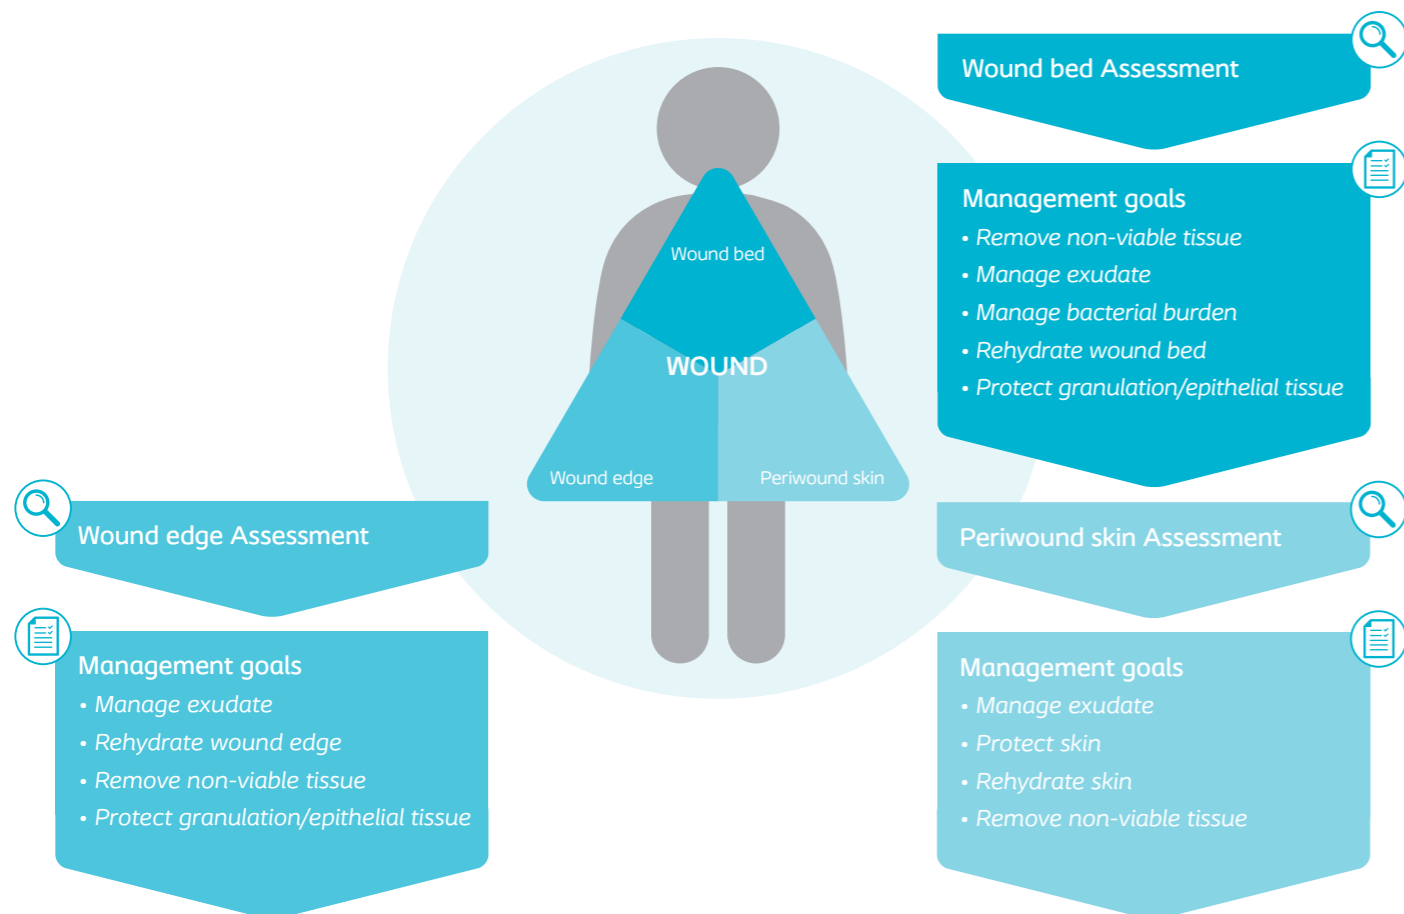 Wound bed Assessment
Management goals
• Remove non-viable tissue
• Manage exudate
• Manage bacterial burden
• Rehydrate wound bed
• Protect granulation/epithelial tissue
Wound bed
WOUND
Wound edge
Periwound skin
Wound edge Assessment
Management goals
• Manage exudate
• Rehydrate wound edge
• Remove non-viable tissue
• Protect granulation/epithelial tissue
Periwound skin Assessment
Management goals
• Manage exudate
• Protect skin
• Rehydrate skin
• Remove non-viable tissue